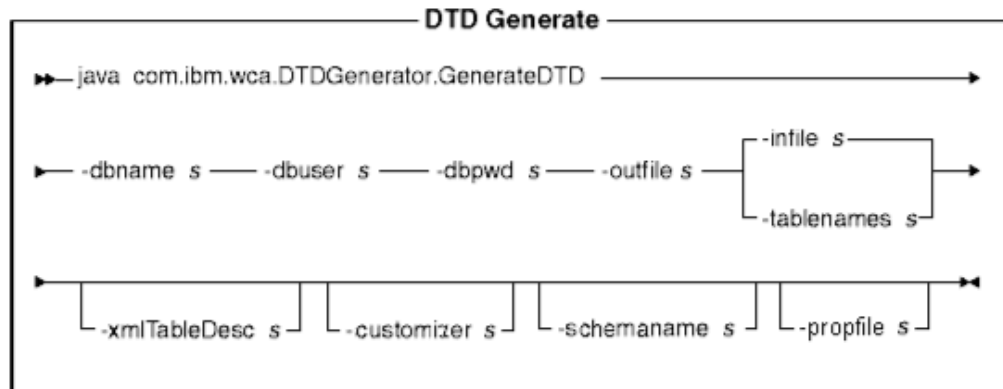 DTD Generate
java com.ibm.wca.DTDGenerator.GenerateDTD
-infile s
-dbname s -dbuser s -dbpwd s -outfile s
-tablenames s
-xmlTableDesc s -customizer s -schemaname s -propfile s